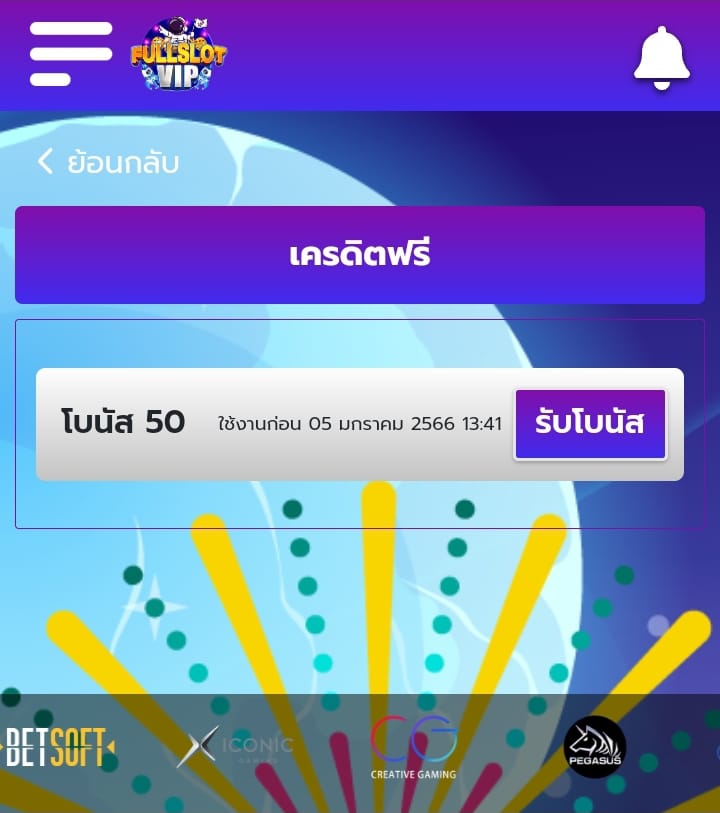 FULLSLOT
VIP
ย้อนกลับ
เครดิตฟรี
โบนัส 50 ใช้งานก่อน 05 มกราคม 2566 13:41 รับโบนัส
BETSOFT ICONIC CREATIVE GAMING PEGASUS
GAMING